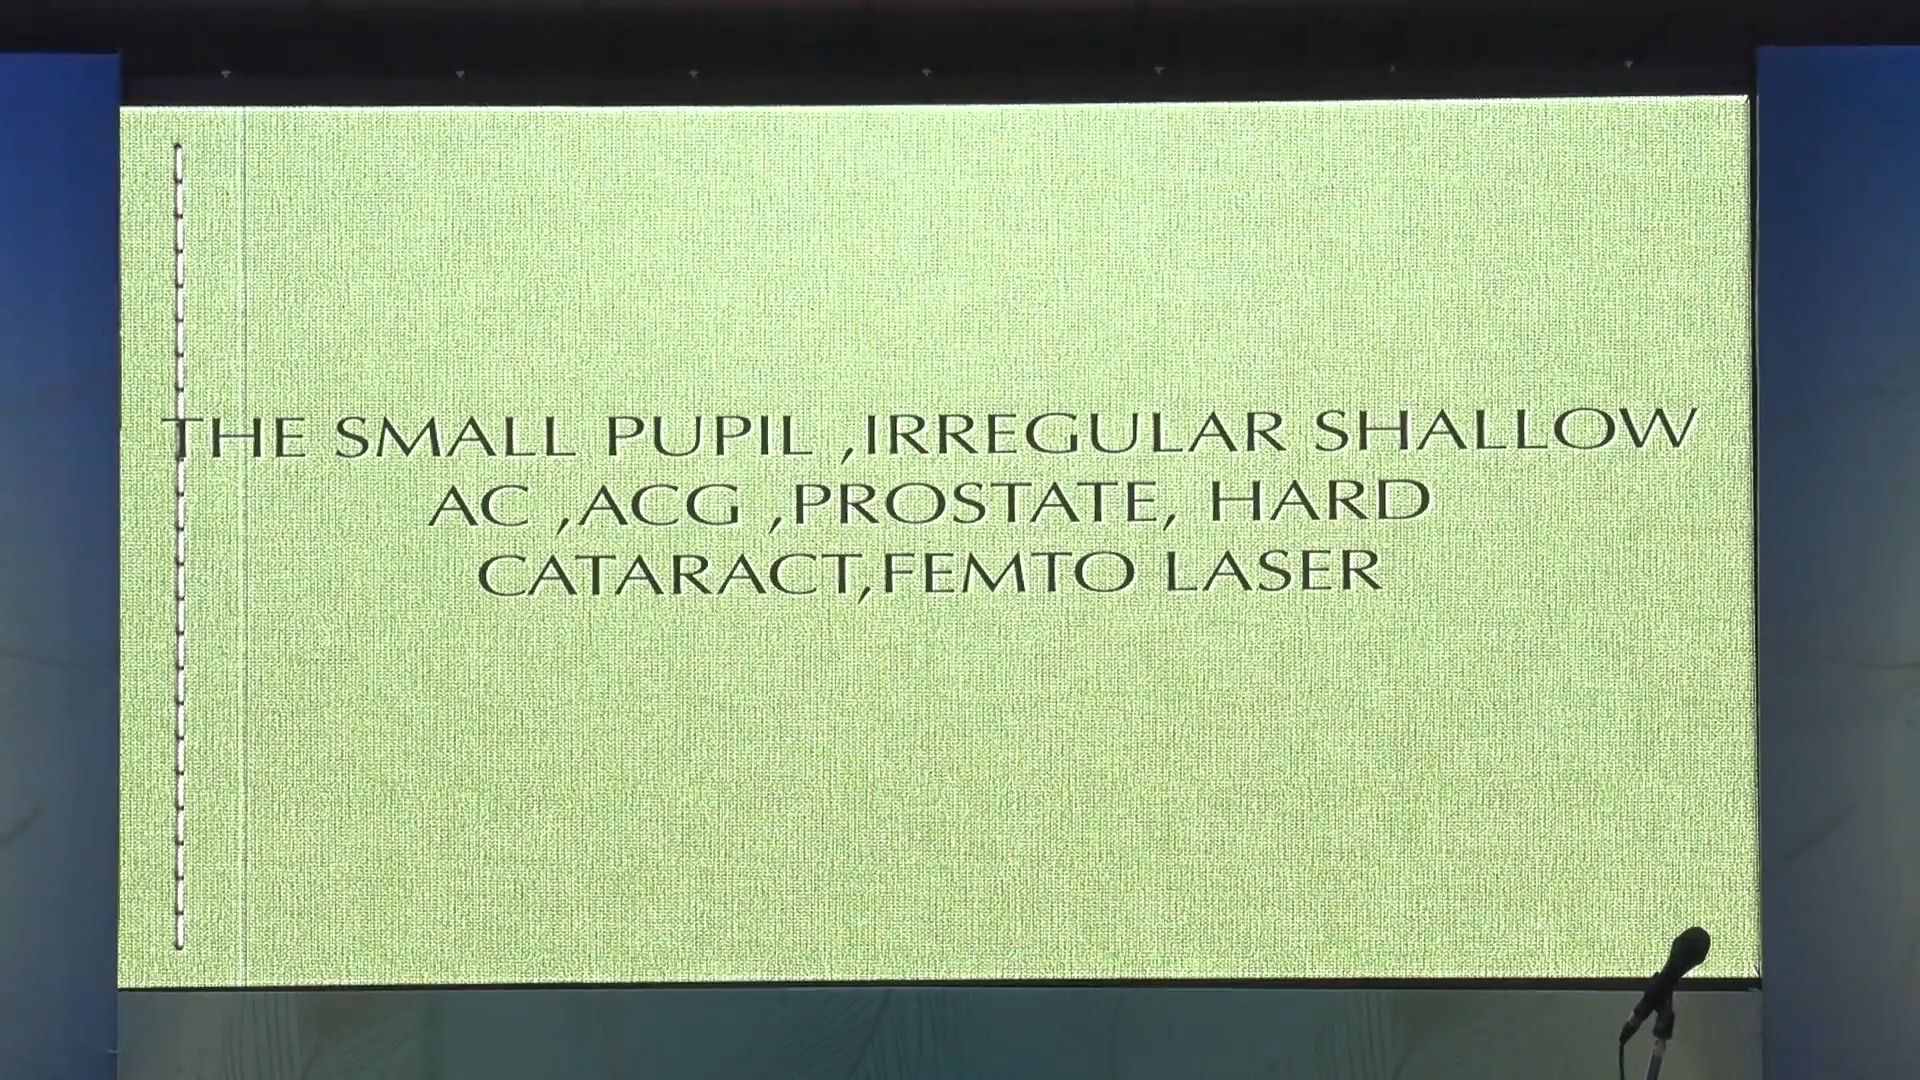 THE SMALL PUPIL ,IRREGULAR SHALLOW
AC ,ACG ,PROSTATE, HARD
CATARACT,FEMTO LASER